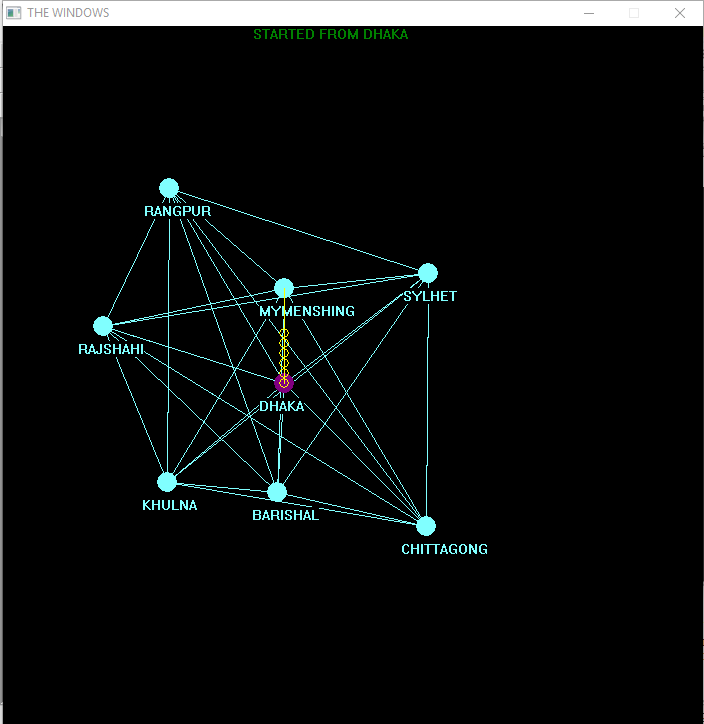 THE WINDOWS
STARTED FROM DHAKA
RANGPUR
SYLHET
MYMENSHING
RAJSHAHI
DHAKA
KHULNA
BARISHAL
CHITTAGONG